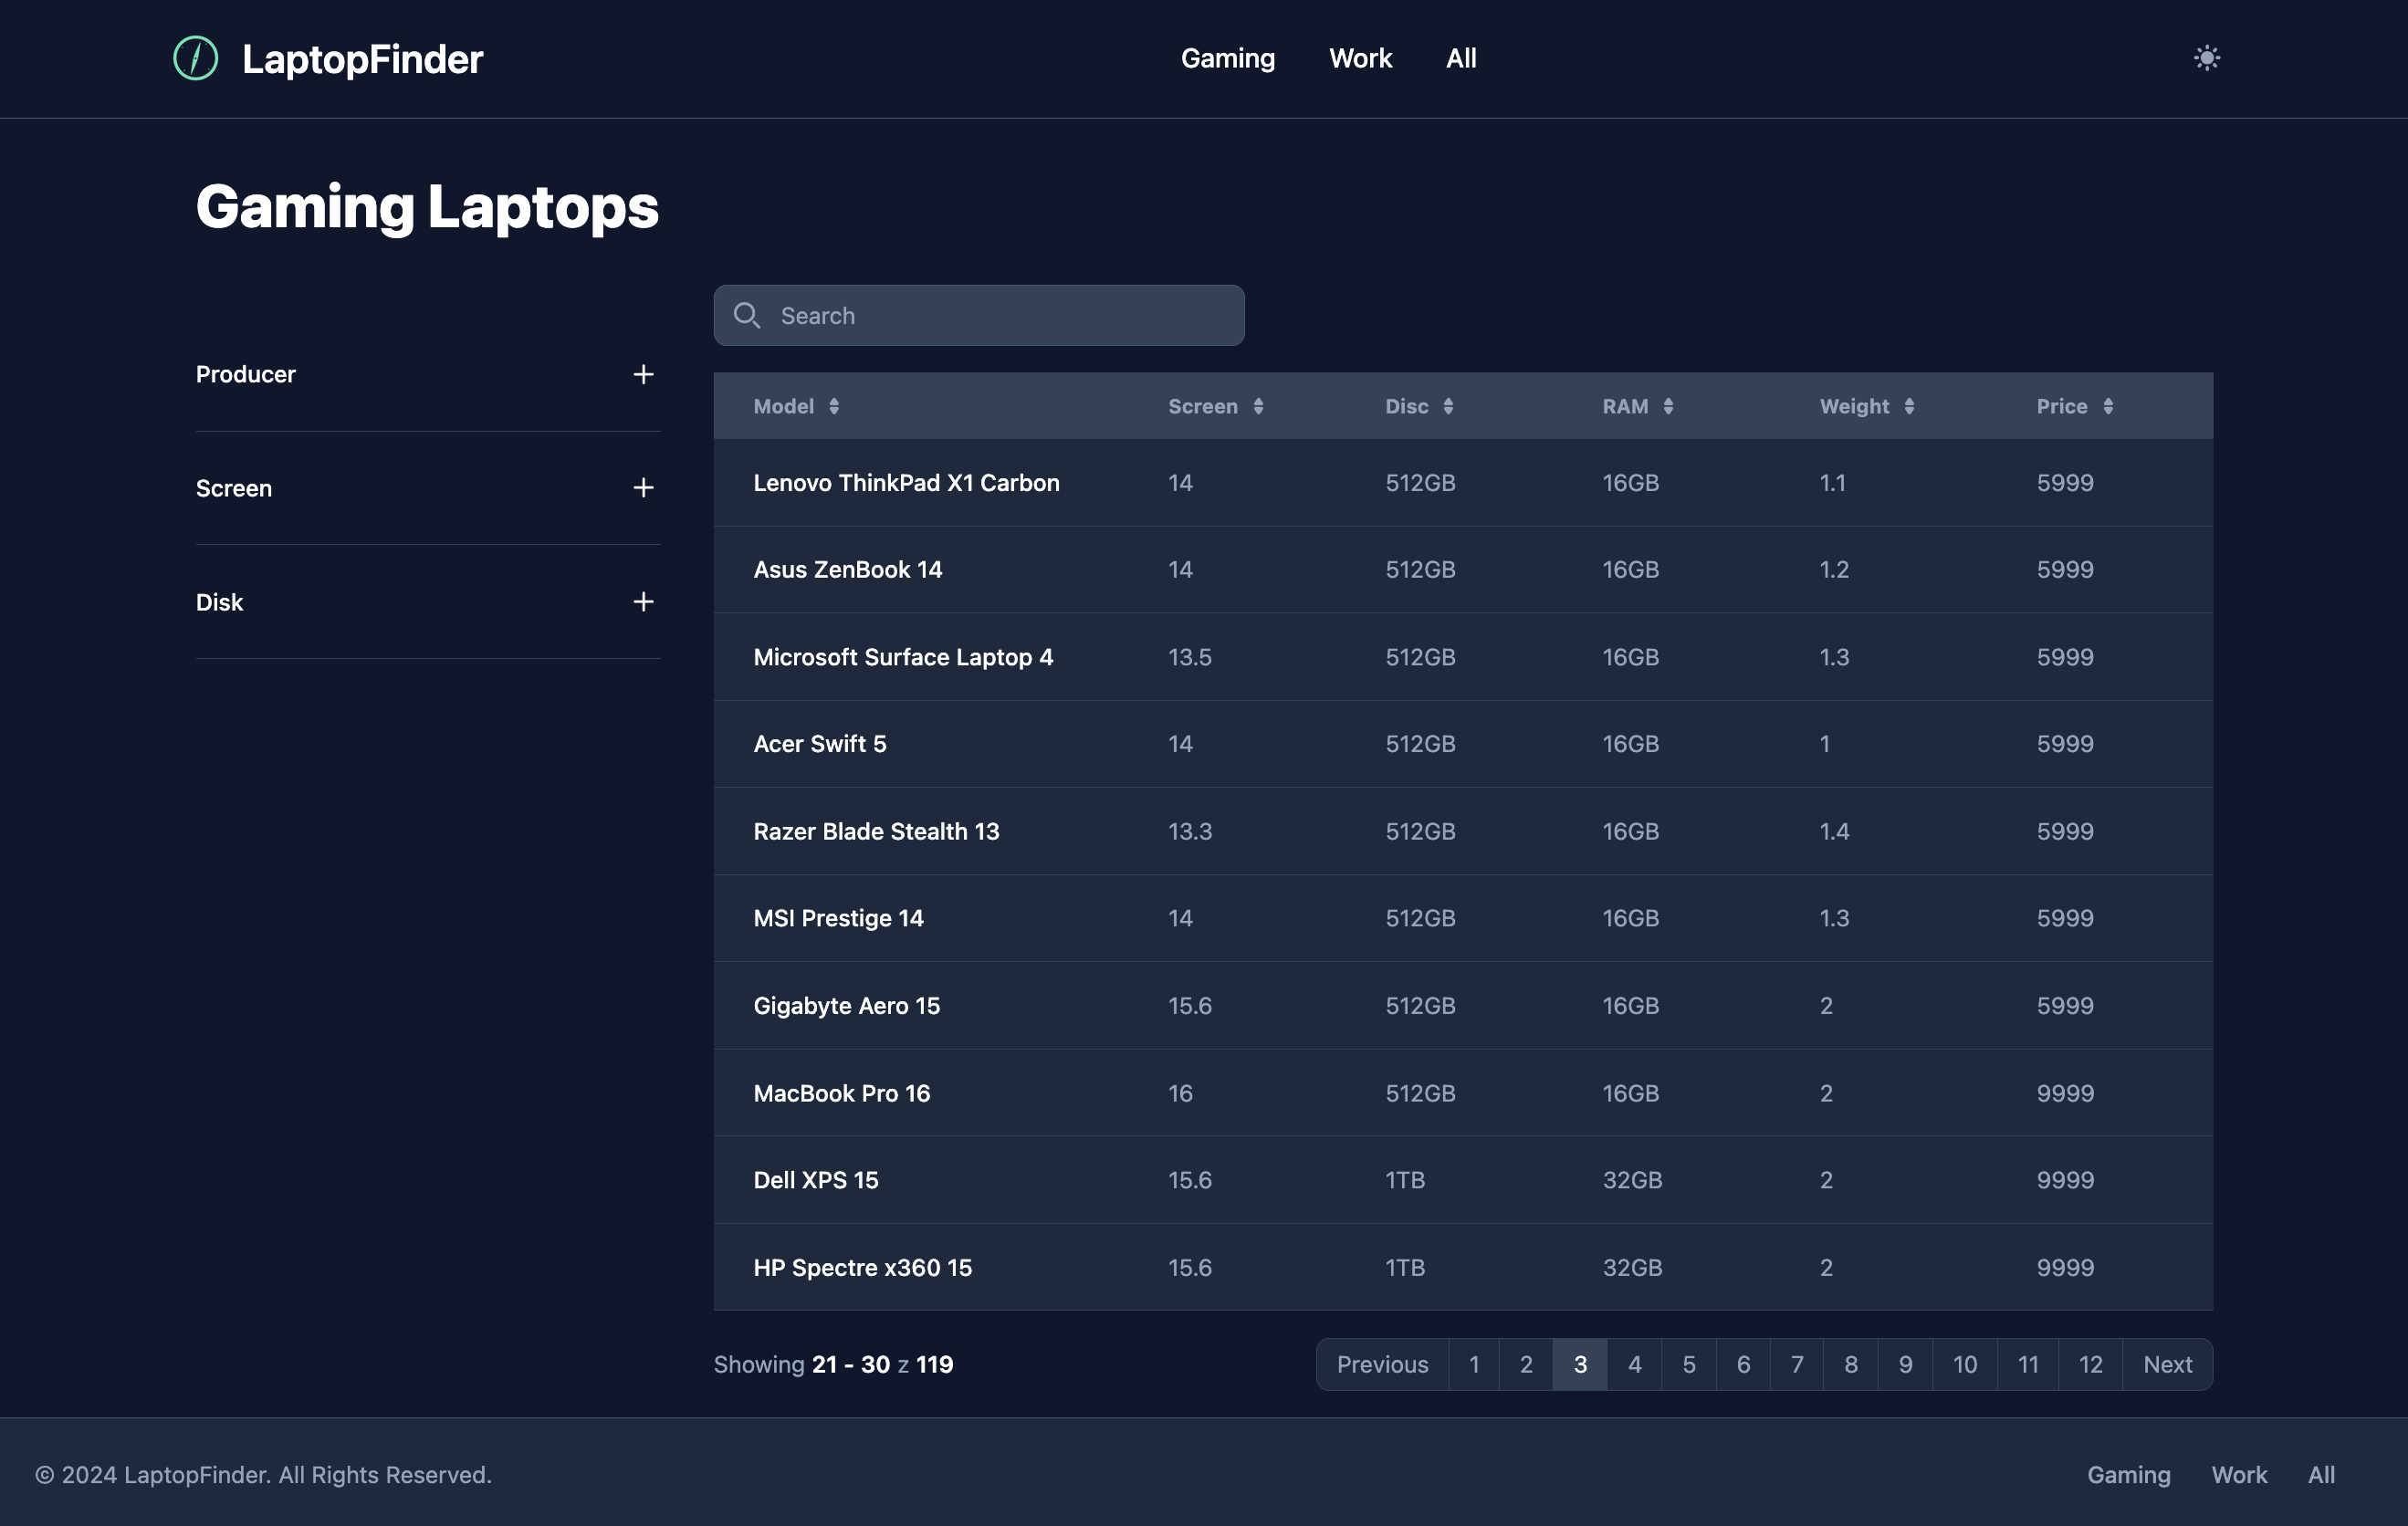 LaptopFinder
Gaming Work All
Gaming Laptops
Search
Producer
Screen
Disk
Model Screen Disc RAM Weight Price
Lenovo ThinkPad X1 Carbon 14 512GB 16GB 1.1 5999
Asus ZenBook 14 14 512GB 16GB 1.2 5999
Microsoft Surface Laptop 4 13.5 512GB 16GB 1.3 5999
Acer Swift 5 14 512GB 16GB 1 5999
Razer Blade Stealth 13 13.3 512GB 16GB 1.4 5999
MSI Prestige 14 14 512GB 16GB 1.3 5999
Gigabyte Aero 15 15.6 512GB 16GB 2 5999
MacBook Pro 16 16 512GB 16GB 2 9999
Dell XPS 15 15.6 1TB 32GB 2 9999
HP Spectre x360 15 15.6 1TB 32GB 2 9999
Showing 21 - 30 z 119
Previous 1 2 3 4 5 6 7 8 9 10 11 12 Next
© 2024 LaptopFinder. All Rights Reserved.
Gaming Work All